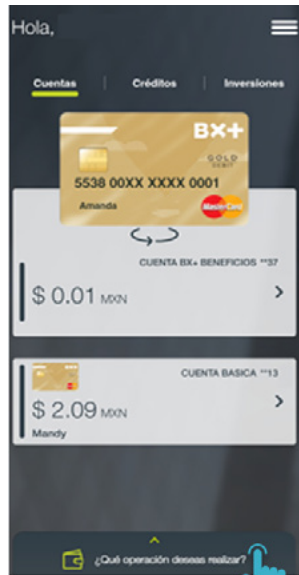 Hola,
Cuentas | Créditos | Inversiones
BX+
GOLD
DEBIT
5538 00XX XXXX 0001
Amanda
MasterCard
CUENTA BX+ BENEFICIOS **37
$ 0.01 MXN
CUENTA BASICA **13
$ 2.09 MXN
Mandy
¿Qué operación deseas realizar?